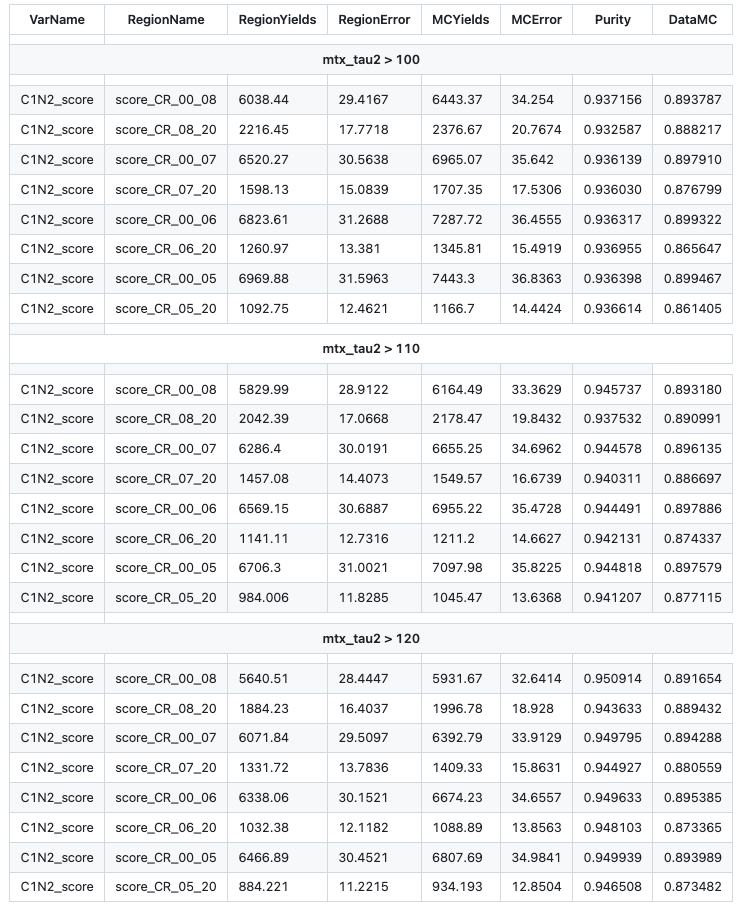 VarName RegionName RegionYields RegionError MCYields MCError Purity DataMC
mtx_tau2 > 100
C1N2_score score_CR_00_08 6038.44 29.4167 6443.37 34.254 0.937156 0.893787
C1N2_score score_CR_08_20 2216.45 17.7718 2376.67 20.7674 0.932587 0.888217
C1N2_score score_CR_00_07 6520.27 30.5638 6965.07 35.642 0.936139 0.897910
C1N2_score score_CR_07_20 1598.13 15.0839 1707.35 17.5306 0.936030 0.876799
C1N2_score score_CR_00_06 6823.61 31.2688 7287.72 36.4555 0.936317 0.899322
C1N2_score score_CR_06_20 1260.97 13.381 1345.81 15.4919 0.936955 0.865647
C1N2_score score_CR_00_05 6969.88 31.5963 7443.3 36.8363 0.936398 0.899467
C1N2_score score_CR_05_20 1092.75 12.4621 1166.7 14.4424 0.936614 0.861405
mtx_tau2 > 110
C1N2_score score_CR_00_08 5829.99 28.9122 6164.49 33.3629 0.945737 0.893180
C1N2_score score_CR_08_20 2042.39 17.0668 2178.47 19.8432 0.937532 0.890991
C1N2_score score_CR_00_07 6286.4 30.0191 6655.25 34.6962 0.944578 0.896135
C1N2_score score_CR_07_20 1457.08 14.4073 1549.57 16.6739 0.940311 0.886697
C1N2_score score_CR_00_06 6569.15 30.6887 6955.22 35.4728 0.944491 0.897886
C1N2_score score_CR_06_20 1141.11 12.7316 1211.2 14.6627 0.942131 0.874337
C1N2_score score_CR_00_05 6706.3 31.0021 7097.98 35.8225 0.944818 0.897579
C1N2_score score_CR_05_20 984.006 11.8285 1045.47 13.6368 0.941207 0.877115
mtx_tau2 > 120
C1N2_score score_CR_00_08 5640.51 28.4447 5931.67 32.6414 0.950914 0.891654
C1N2_score score_CR_08_20 1884.23 16.4037 1996.78 18.928 0.943633 0.889432
C1N2_score score_CR_00_07 6071.84 29.5097 6392.79 33.9129 0.949795 0.894288
C1N2_score score_CR_07_20 1331.72 13.7836 1409.33 15.8631 0.944927 0.880559
C1N2_score score_CR_00_06 6338.06 30.1521 6674.23 34.6557 0.949633 0.895385
C1N2_score score_CR_06_20 1032.38 12.1182 1088.89 13.8563 0.948103 0.873365
C1N2_score score_CR_00_05 6466.89 30.4521 6807.69 34.9841 0.949939 0.893989
C1N2_score score_CR_05_20 884.221 11.2215 934.193 12.8504 0.946508 0.873482